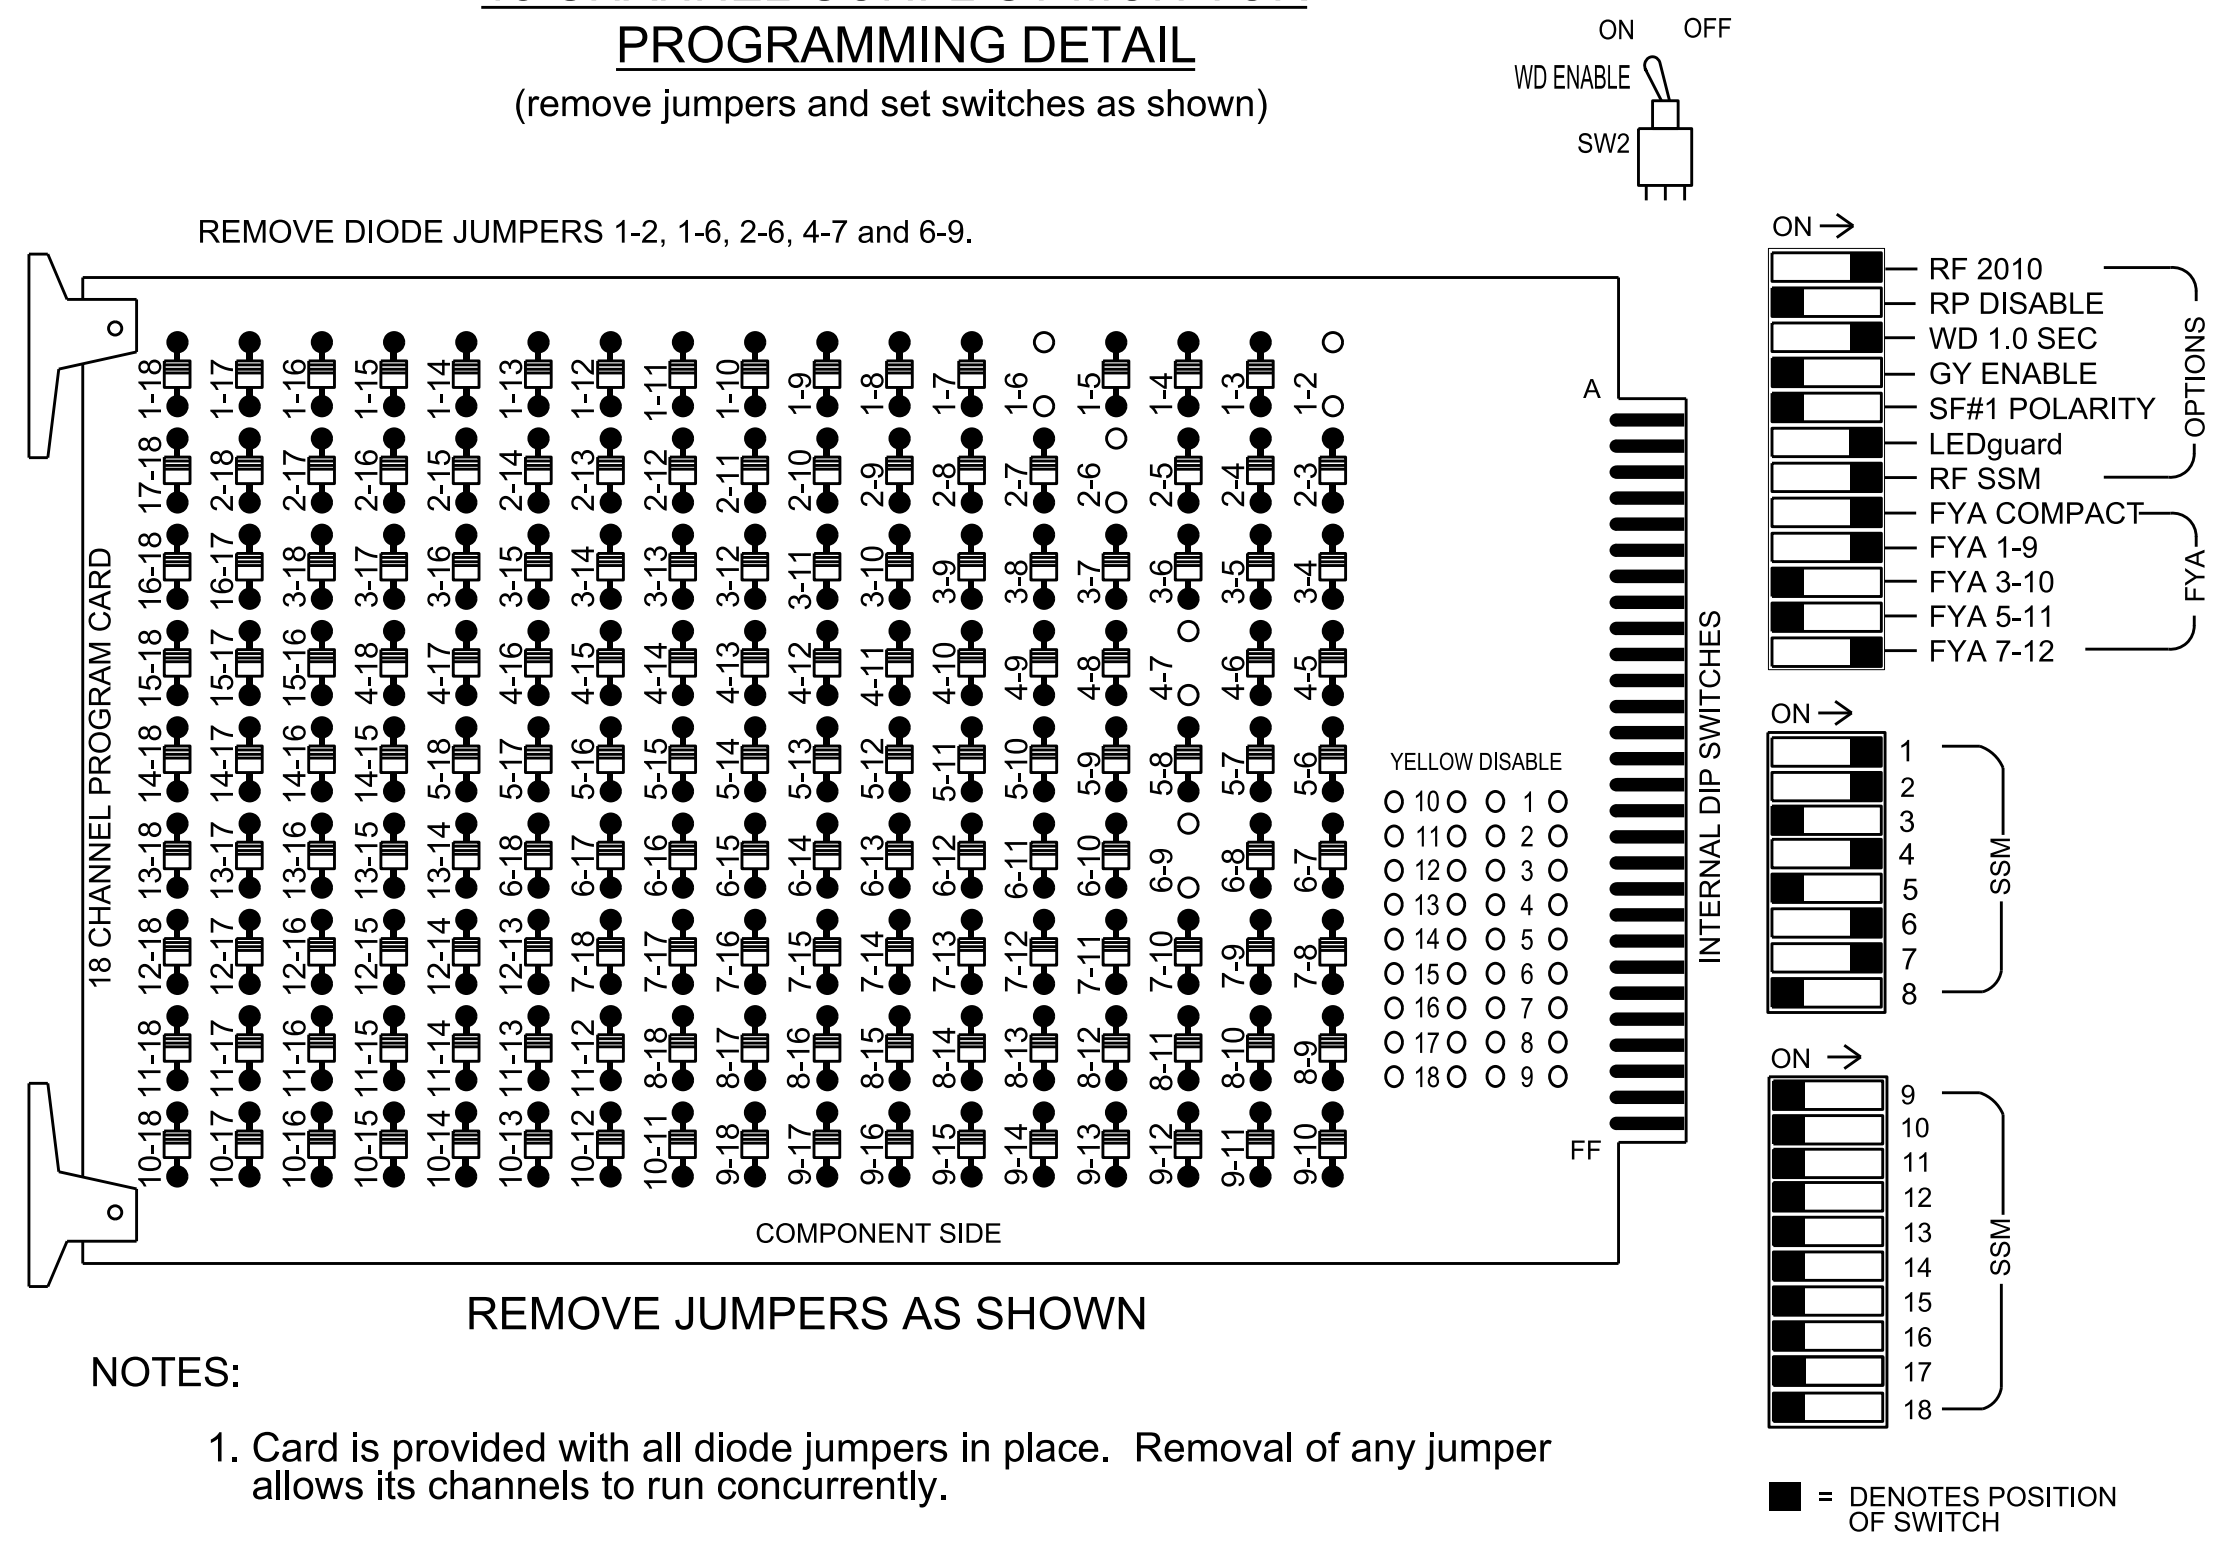 PROGRAMMING DETAIL
(remove jumpers and set switches as shown)
ON OFF
WD ENABLE
SW2
REMOVE DIODE JUMPERS 1-2, 1-6, 2-6, 4-7 and 6-9.
18 CHANNEL PROGRAM CARD
1-18 1-17 1-16 1-15 1-14 1-13 1-12 1-11 1-10 1-9 1-8 1-7 1-6 1-5 1-4 1-3 1-2
17-18 2-18 2-17 2-16 2-15 2-14 2-13 2-12 2-11 2-10 2-9 2-8 2-7 2-6 2-5 2-4 2-3
16-18 16-17 3-18 3-17 3-16 3-15 3-14 3-13 3-12 3-11 3-10 3-9 3-8 3-7 3-6 3-5 3-4
15-18 15-17 15-16 4-18 4-17 4-16 4-15 4-14 4-13 4-12 4-11 4-10 4-9 4-8 4-7 4-6 4-5
14-18 14-17 14-16 14-15 5-18 5-17 5-16 5-15 5-14 5-13 5-12 5-11 5-10 5-9 5-8 5-7 5-6
13-18 13-17 13-16 13-15 13-14 6-18 6-17 6-16 6-15 6-14 6-13 6-12 6-11 6-10 6-9 6-8 6-7
12-18 12-17 12-16 12-15 12-14 12-13 7-18 7-17 7-16 7-15 7-14 7-13 7-12 7-11 7-10 7-9 7-8
11-18 11-17 11-16 11-15 11-14 11-13 11-12 8-18 8-17 8-16 8-15 8-14 8-13 8-12 8-11 8-10 8-9
10-18 10-17 10-16 10-15 10-14 10-13 10-12 10-11 9-18 9-17 9-16 9-15 9-14 9-13 9-12 9-11 9-10
YELLOW DISABLE
10 1
11 2
12 3
13 4
14 5
15 6
16 7
17 8
18 9
A
FF
COMPONENT SIDE
INTERNAL DIP SWITCHES
ON
RF 2010
RP DISABLE
WD 1.0 SEC
GY ENABLE
SF#1 POLARITY
LEDguard
RF SSM
OPTIONS
FYA COMPACT
FYA 1-9
FYA 3-10
FYA 5-11
FYA 7-12
FYA
ON
1
2
3
4
5
6
7
8
SSM
ON
9
10
11
12
13
14
15
16
17
18
SSM
= DENOTES POSITION
OF SWITCH
REMOVE JUMPERS AS SHOWN
NOTES:
1. Card is provided with all diode jumpers in place. Removal of any jumper
allows its channels to run concurrently.